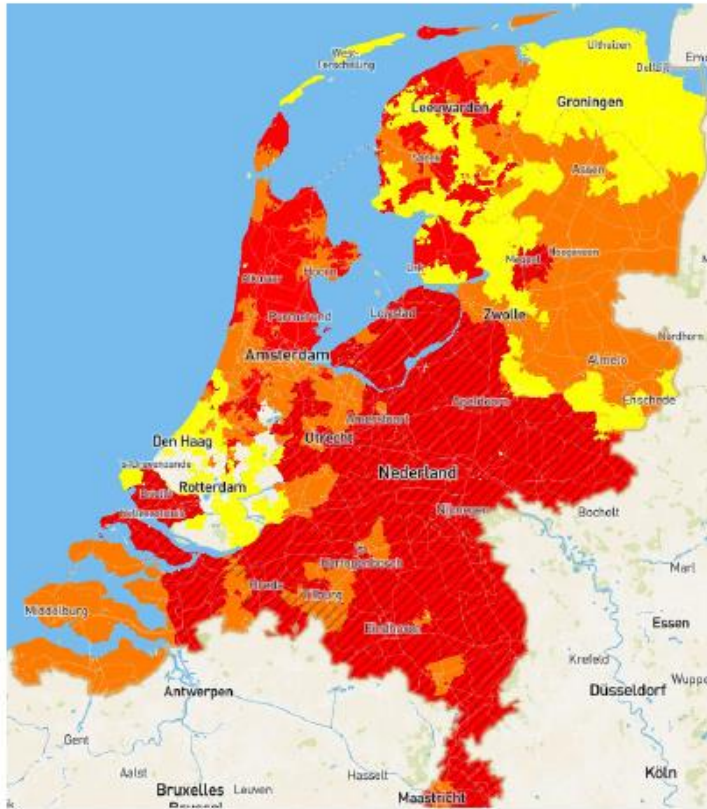 Uithuizen
West-
Terschelling
Delfzijl
Leeuwarden
Groningen
Assen
Hoogeveen
Meppel
Hoorn
Alkmaar
Urk
Purmerend
Lelystad
Zwolle
Nordhorn
Amsterdam
Almelo
Enschede
Apeldoorn
Amersfoort
Den Haag
Utrecht
's-Gravenzande
Nederland
Rotterdam
Brielle
Hellevoetsluis
Nijmegen
Bocholt
's-
Hertogenbosch
Marl
Breda
Tilburg
Middelburg
Eindhoven
Essen
Krefeld
Wuppe
Antwerpen
Düsseldorf
Gent
Aalst
Leuven
Hasselt
Bruxelles
Brussel
Maastricht
Köln